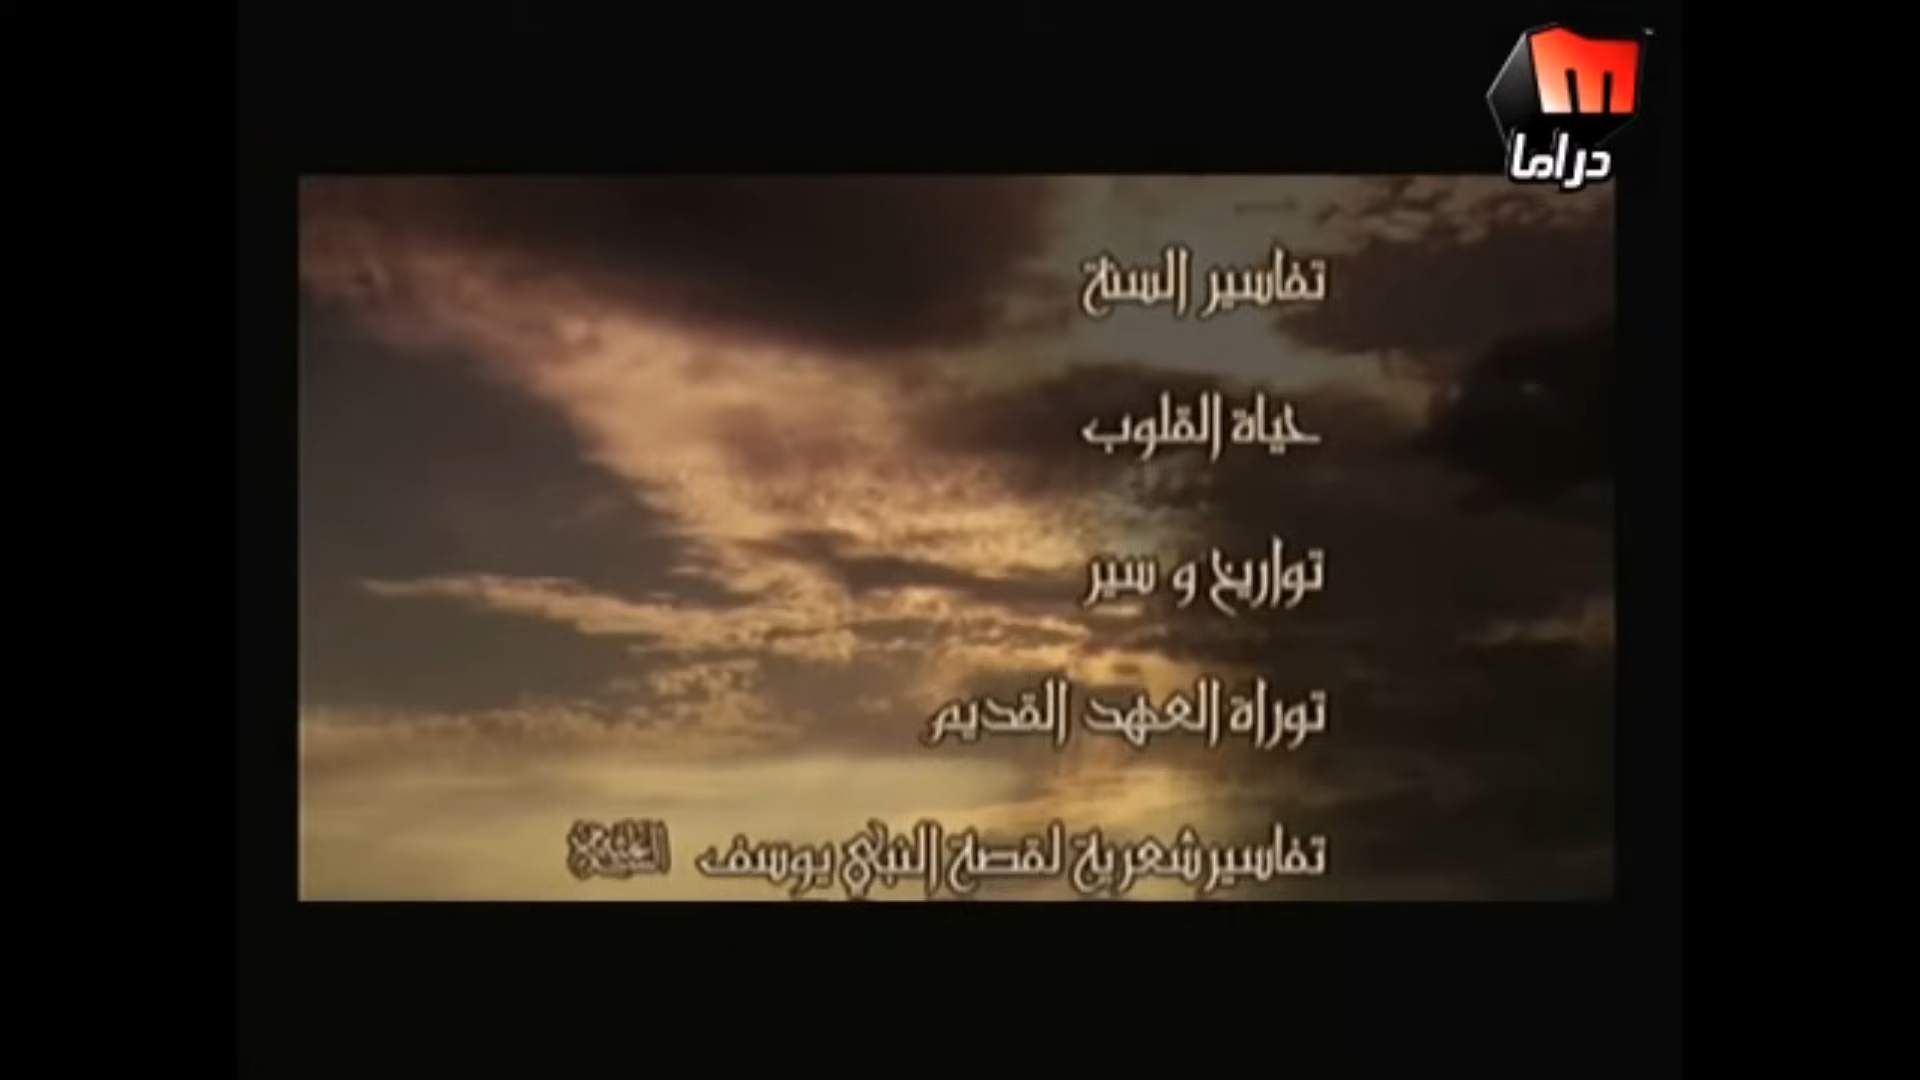 دراما
تفاسير السنة
حياة القلوب
تواريخ و سير
توراة العهد القديم
تفاسير شعرية لقصة النبي يوسف